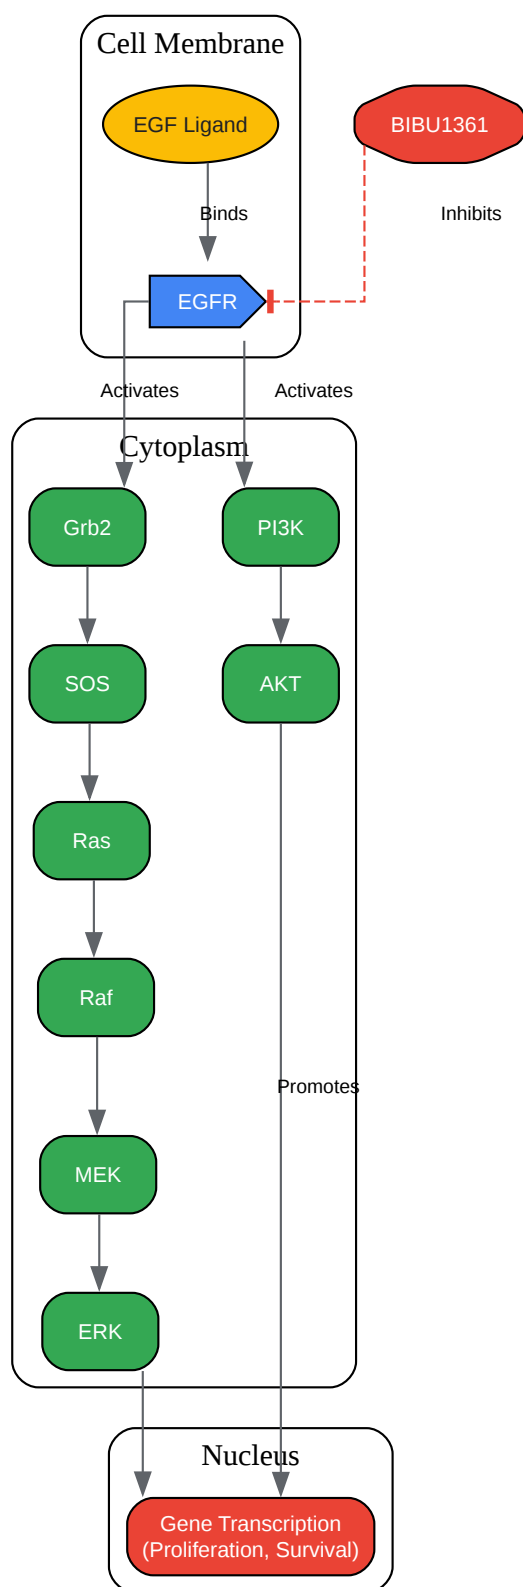 Cell Membrane
EGF Ligand
BIBU1361
Binds
Inhibits
EGFR
Activates
Activates
Cytoplasm
Grb2
PI3K
SOS
AKT
Ras
Raf
Promotes
MEK
ERK
Nucleus
Gene Transcription
(Proliferation, Survival)